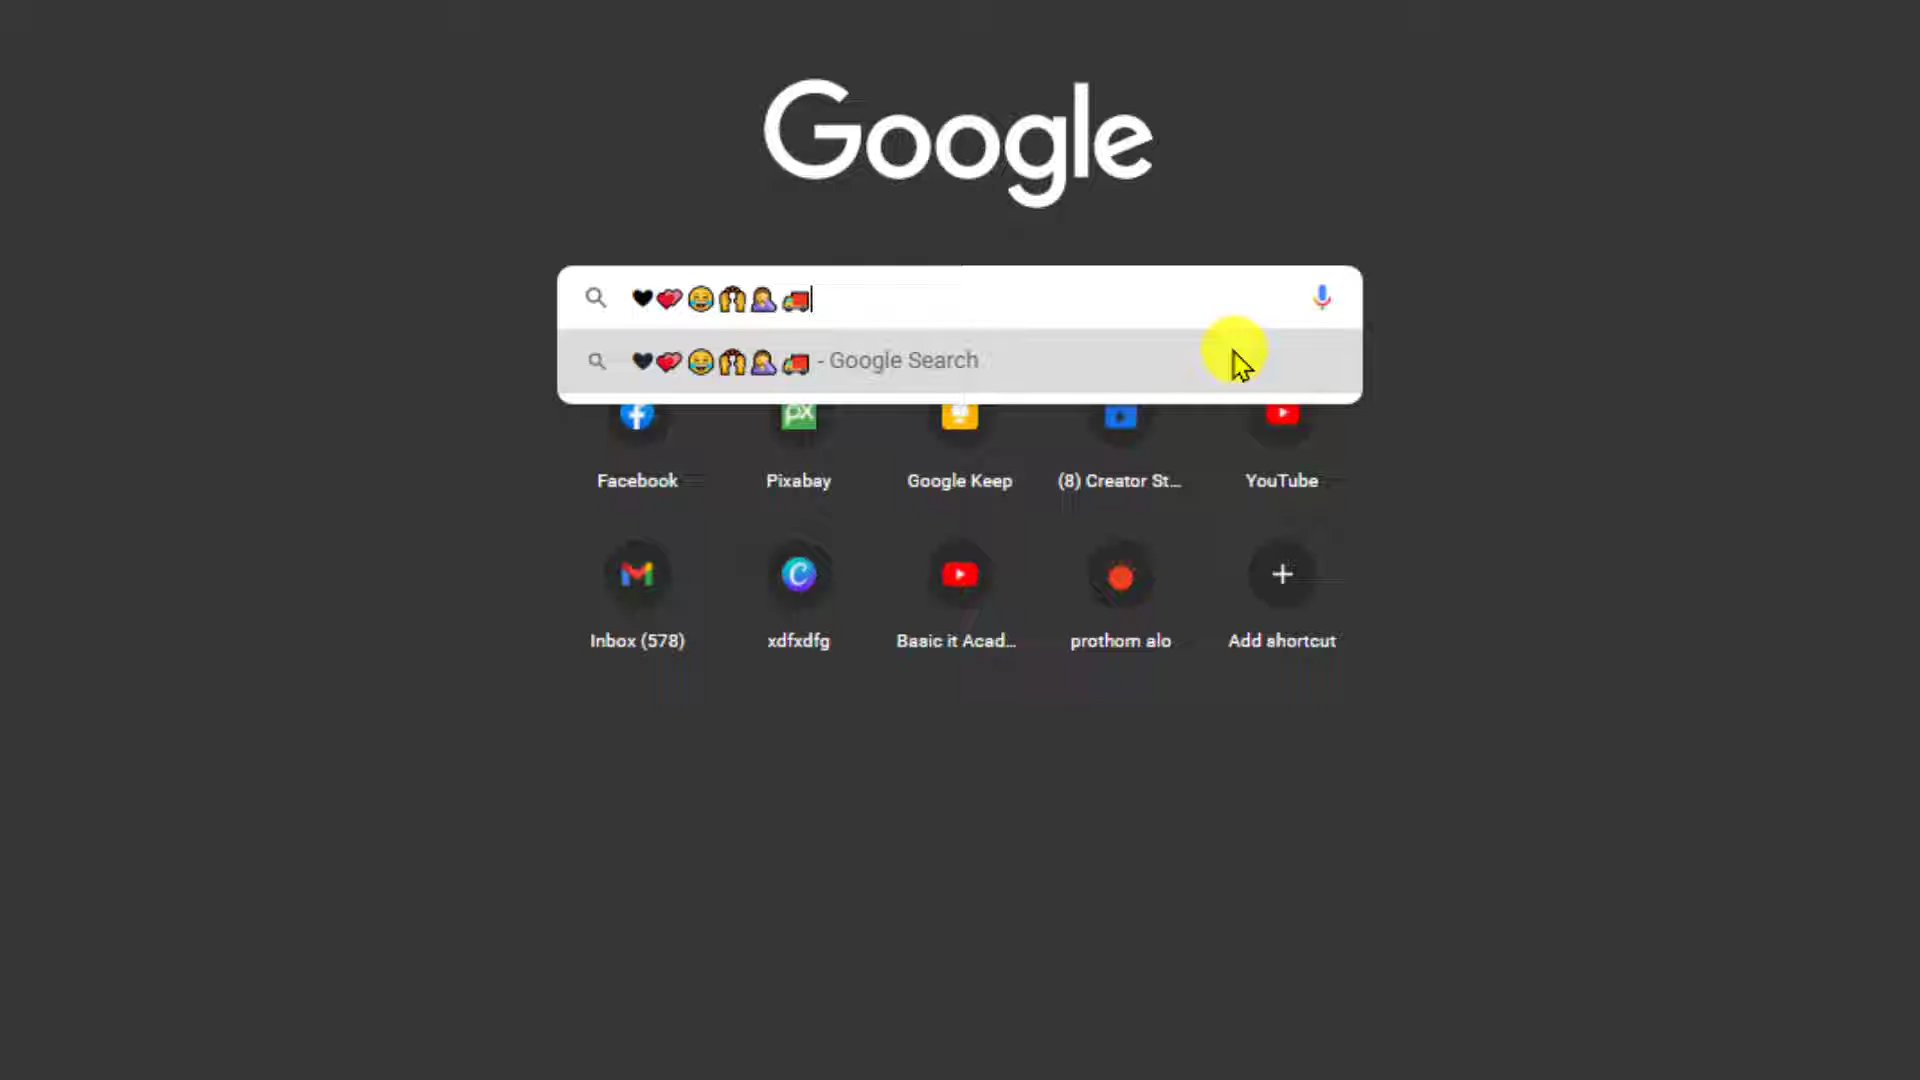 Google
🖤💕😂🙌🤦🚚
🖤💕😂🙌🤦🚚 - Google Search
px
Facebook Pixabay Google Keep (8) Creator St... YouTube
Inbox (578) xdfxdfg Basic it Acad... prothom alo Add shortcut